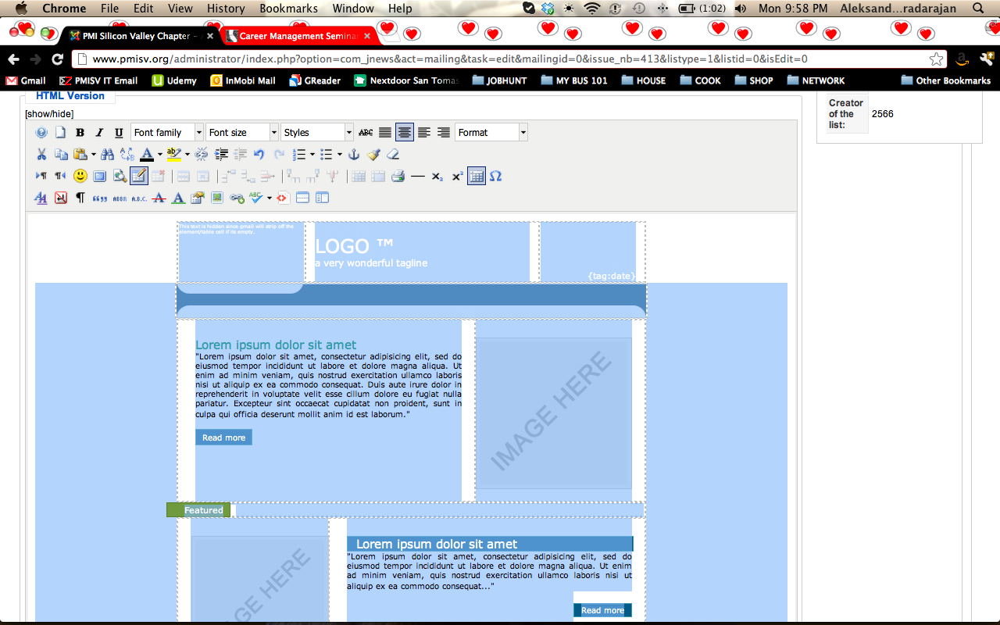 Chrome File Edit View History Bookmarks Window Help (1:02) Mon 9:58 PM Aleksand...radarajan
PMI Silicon Valley Chapter – Career Management Semina
www.pmisv.org/administrator/index.php?option=com_jnews&act=mailing&task=edit&mailingid=0&issue_nb=413&listype=1&listid=0&isEdit=0
Gmail PMISV IT Email Udemy InMobi Mail GReader Nextdoor San Tomas JOBHUNT MY BUS 101 HOUSE COOK SHOP NETWORK Other Bookmarks
HTML Version
[show/hide]
Creator
of the
list:
2566
B I U Font family Font size Styles ABC Format
This text is hidden since gmail will strip off the
element/table cell if its empty.
LOGO ™
a very wonderful tagline
{tag:date}
Lorem ipsum dolor sit amet
"Lorem ipsum dolor sit amet, consectetur adipisicing elit, sed do
eiusmod tempor incididunt ut labore et dolore magna aliqua. Ut
enim ad minim veniam, quis nostrud exercitation ullamco laboris
nisi ut aliquip ex ea commodo consequat. Duis aute irure dolor in
reprehenderit in voluptate velit esse cillum dolore eu fugiat nulla
pariatur. Excepteur sint occaecat cupidatat non proident, sunt in
culpa qui officia deserunt mollit anim id est laborum."
Read more
IMAGE HERE
Featured
IMAGE HERE
Lorem ipsum dolor sit amet
"Lorem ipsum dolor sit amet, consectetur adipisicing elit, sed do
eiusmod tempor incididunt ut labore et dolore magna aliqua. Ut enim
ad minim veniam, quis nostrud exercitation ullamco laboris nisi ut
aliquip ex ea commodo consequat..."
Read more